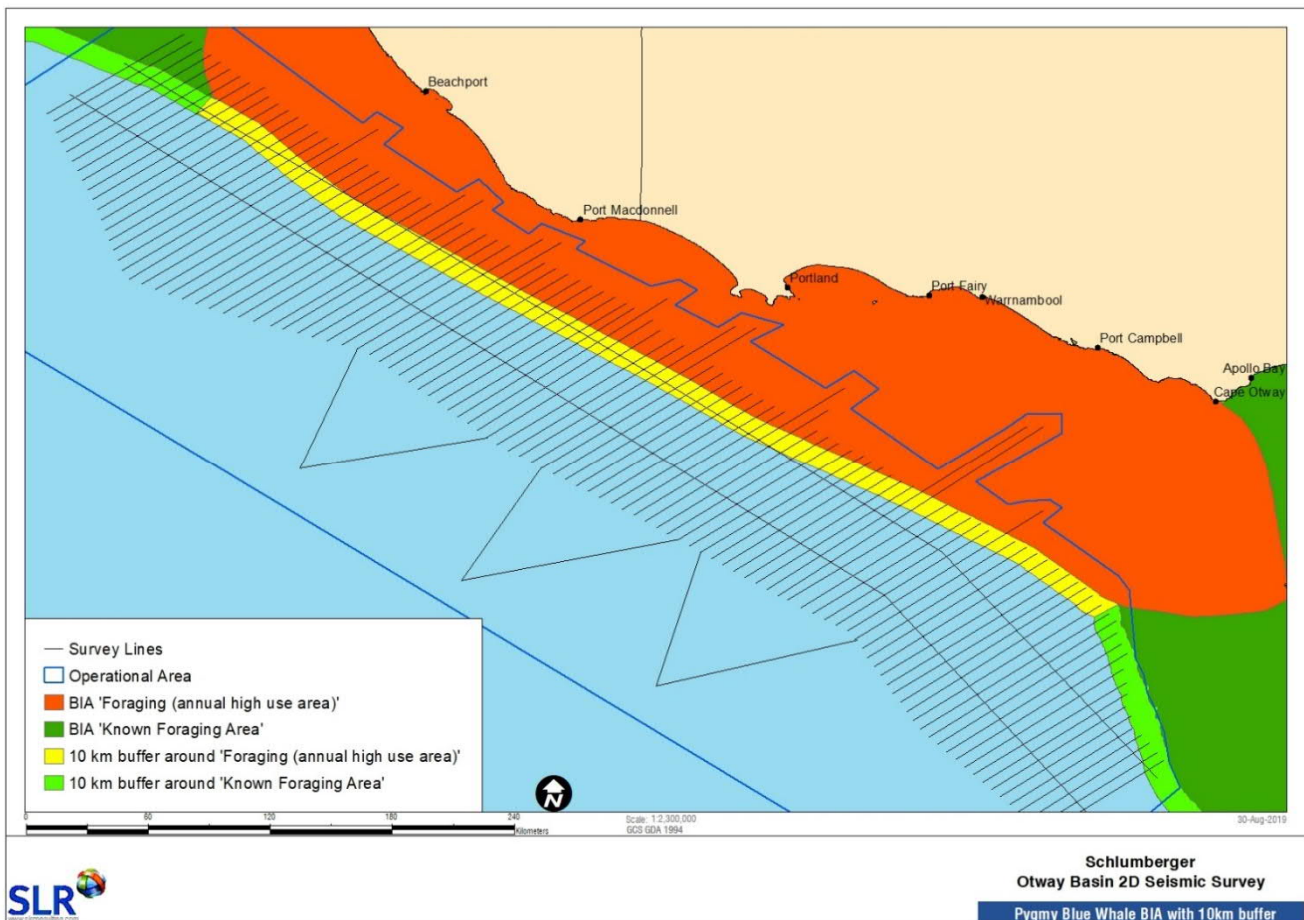 Beachport
Port Macdonnell
Portland
Port Fairy
Warrnambool
Port Campbell
Apollo Bay
Cape Otway
Survey Lines
Operational Area
BIA 'Foraging (annual high use area)'
BIA 'Known Foraging Area'
10 km buffer around 'Foraging (annual high use area)'
10 km buffer around 'Known Foraging Area'
N
0 60 120 180 240
Kilometers
Scale: 1:2,300,000
GCS GDA 1994
30-Aug-2019
SLR
Schlumberger
Otway Basin 2D Seismic Survey
Pygmy Blue Whale BIA with 10km buffer